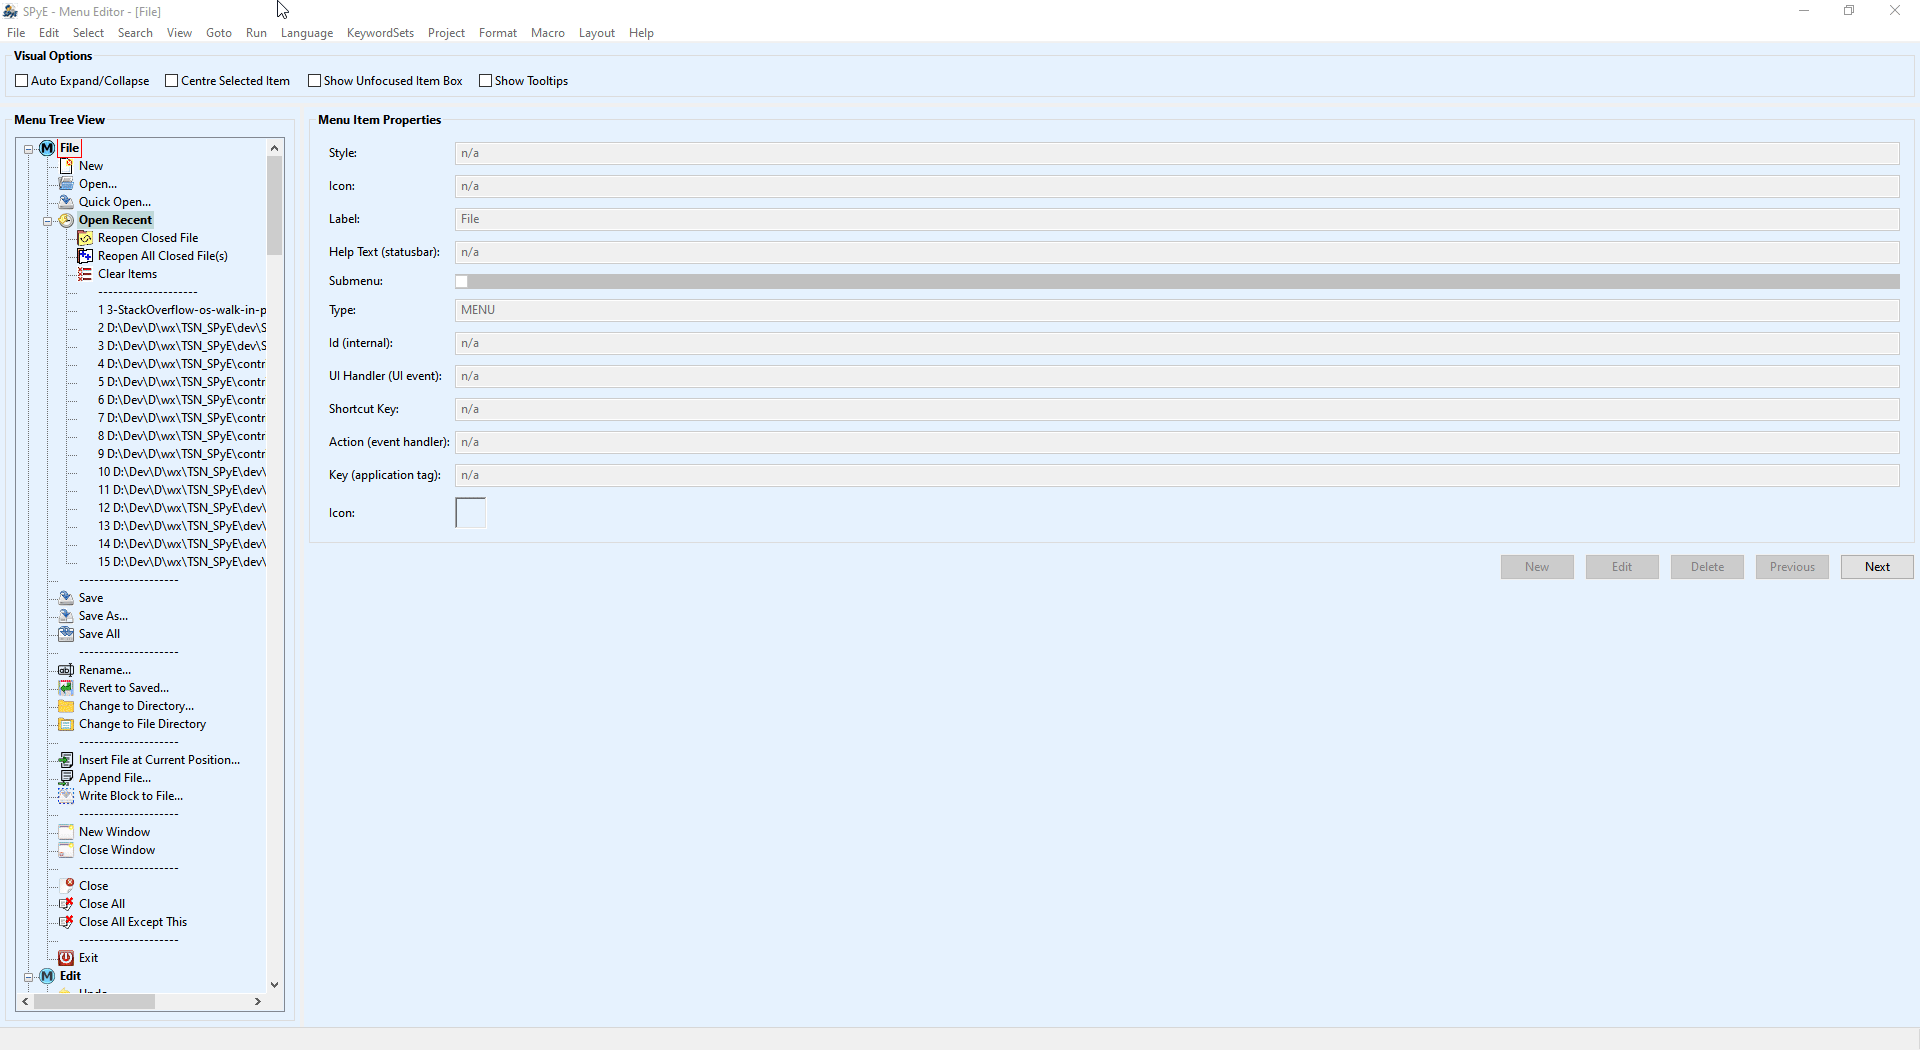 SPyE - Menu Editor - [File]
File Edit Select Search View Goto Run Language KeywordSets Project Format Macro Layout Help
Visual Options
Auto Expand/Collapse Centre Selected Item Show Unfocused Item Box Show Tooltips
Menu Tree View
File
New
Open...
Quick Open...
Open Recent
Reopen Closed File
Reopen All Closed File(s)
Clear Items
--------------------
1 3-StackOverflow-os-walk-in-p
2 D:\Dev\D\wx\TSN_SPyE\dev\S
3 D:\Dev\D\wx\TSN_SPyE\dev\S
4 D:\Dev\D\wx\TSN_SPyE\contr
5 D:\Dev\D\wx\TSN_SPyE\contr
6 D:\Dev\D\wx\TSN_SPyE\contr
7 D:\Dev\D\wx\TSN_SPyE\contr
8 D:\Dev\D\wx\TSN_SPyE\contr
9 D:\Dev\D\wx\TSN_SPyE\contr
10 D:\Dev\D\wx\TSN_SPyE\dev\
11 D:\Dev\D\wx\TSN_SPyE\dev\
12 D:\Dev\D\wx\TSN_SPyE\dev\
13 D:\Dev\D\wx\TSN_SPyE\dev\
14 D:\Dev\D\wx\TSN_SPyE\dev\
15 D:\Dev\D\wx\TSN_SPyE\dev\
--------------------
Save
Save As...
Save All
--------------------
Rename...
Revert to Saved...
Change to Directory...
Change to File Directory
--------------------
Insert File at Current Position...
Append File...
Write Block to File...
--------------------
New Window
Close Window
--------------------
Close
Close All
Close All Except This
--------------------
Exit
Edit
Undo
Menu Item Properties
Style: n/a
Icon: n/a
Label: File
Help Text (statusbar): n/a
Submenu:
Type: MENU
Id (internal): n/a
UI Handler (UI event): n/a
Shortcut Key: n/a
Action (event handler): n/a
Key (application tag): n/a
Icon:
New Edit Delete Previous Next